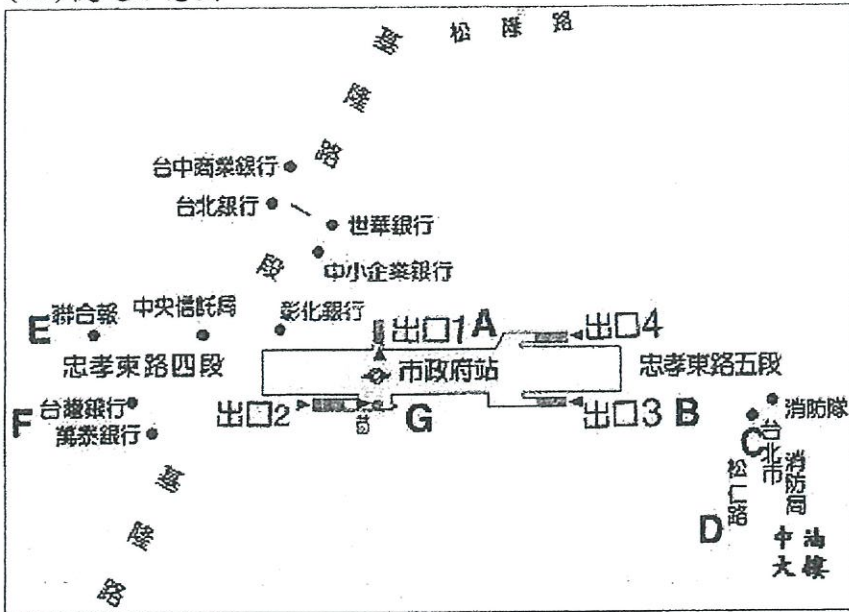 松隆路
基隆路
一段
台中商業銀行
台北銀行
世華銀行
中小企業銀行
E
聯合報
中央信託局
彰化銀行
出口1
A
出口4
忠孝東路四段
市政府站
忠孝東路五段
F
台灣銀行
萬泰銀行
出口2
G
出口3
B
消防隊
C
台北市
消防局
松仁路
D
中油
大樓
基隆路